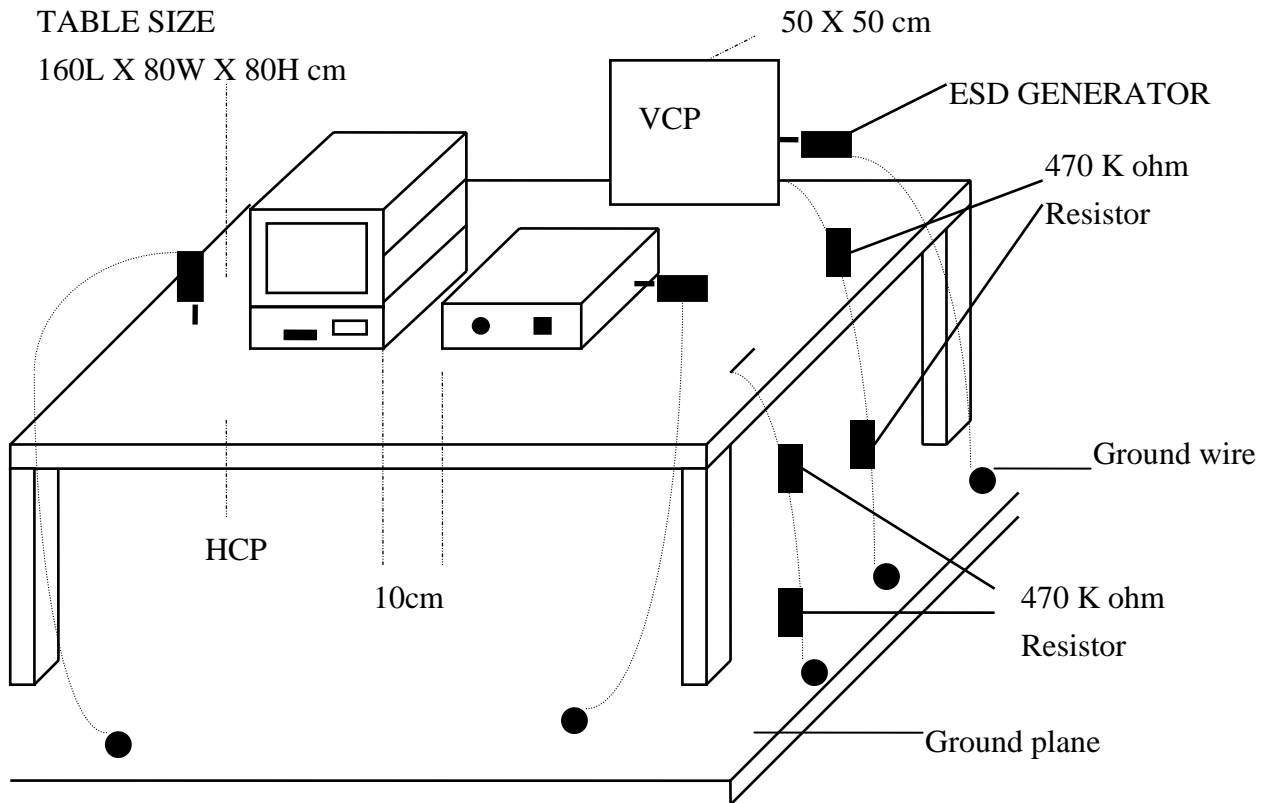 TABLE SIZE
160L X 80W X 80H cm
50 X 50 cm
VCP
ESD GENERATOR
470 K ohm
Resistor
Ground wire
HCP
10cm
470 K ohm
Resistor
Ground plane